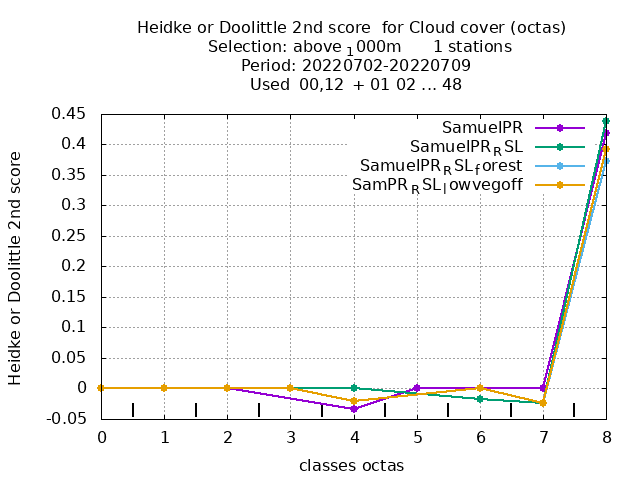 Heidke or Doolittle 2nd score  for Cloud cover (octas)
Selection: above ₁000m      1 stations
Period: 20220702-20220709
Used  00,12  + 01 02 ... 48
0.45
0.4
0.35
0.3
0.25
0.2
0.15
0.1
0.05
0
-0.05
Heidke or Doolittle 2nd score
SamuelPR
SamuelPR_RSL
SamuelPR_RSL_forest
SamPR_RSL_lowvegoff
0 1 2 3 4 5 6 7 8
classes octas